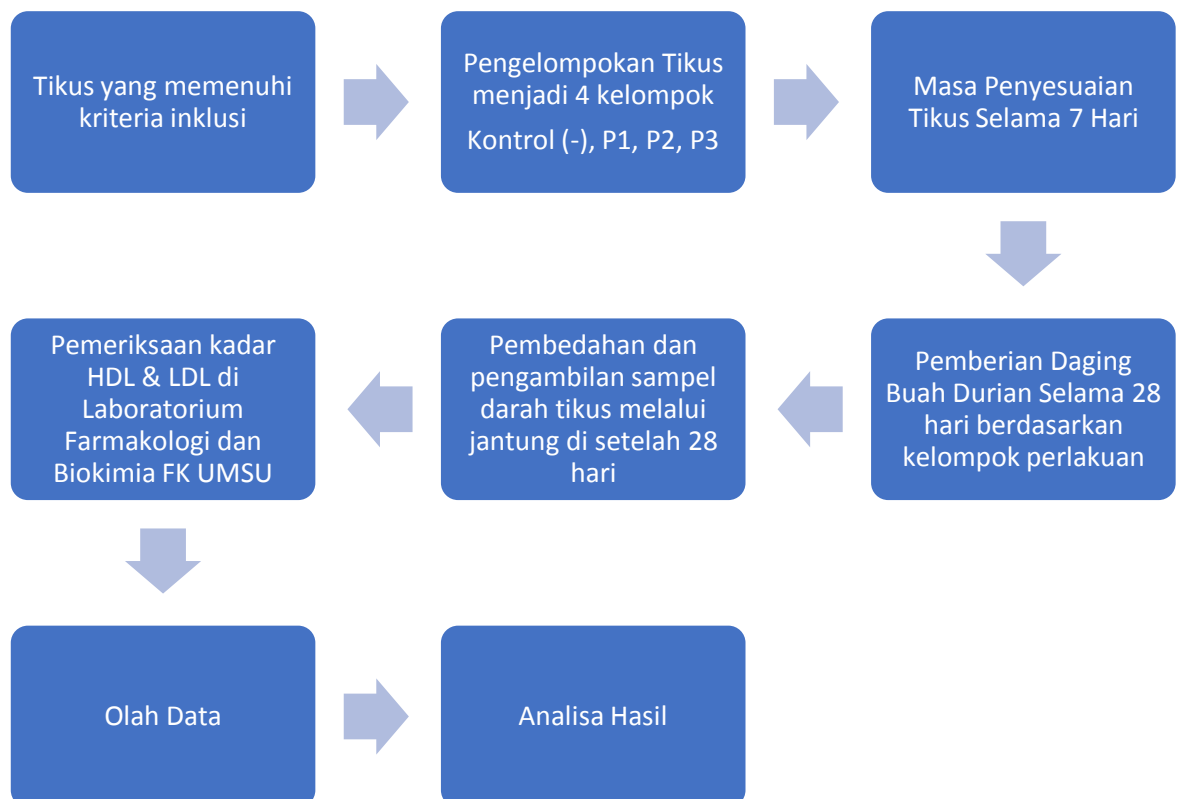 Tikus yang memenuhi
kriteria inklusi
Pengelompokan Tikus
menjadi 4 kelompok
Kontrol (-), P1, P2, P3
Masa Penyesuaian
Tikus Selama 7 Hari
Pemberian Daging
Buah Durian Selama 28
hari berdasarkan
kelompok perlakuan
Pembedahan dan
pengambilan sampel
darah tikus melalui
jantung di setelah 28
hari
Pemeriksaan kadar
HDL & LDL di
Laboratorium
Farmakologi dan
Biokimia FK UMSU
Olah Data
Analisa Hasil